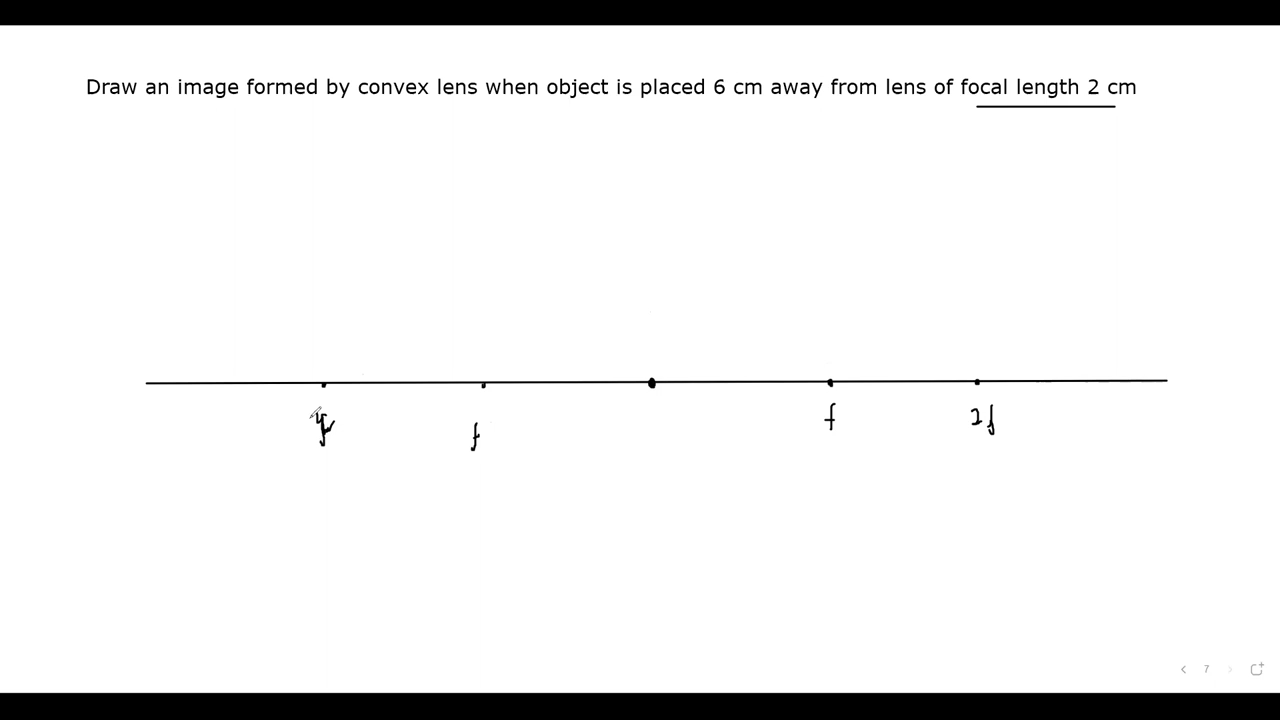 Draw an image formed by convex lens when object is placed 6 cm away from lens of focal length 2 cm
f
f
2f
7